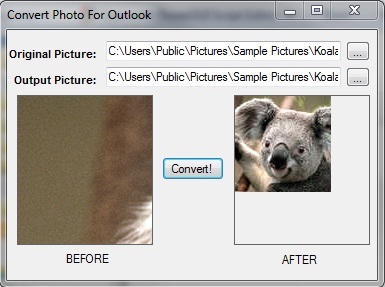 Convert Photo For Outlook
Original Picture: C:\Users\Public\Pictures\Sample Pictures\Koala ...
Output Picture: C:\Users\Public\Pictures\Sample Pictures\Koala ...
Convert!
BEFORE
AFTER